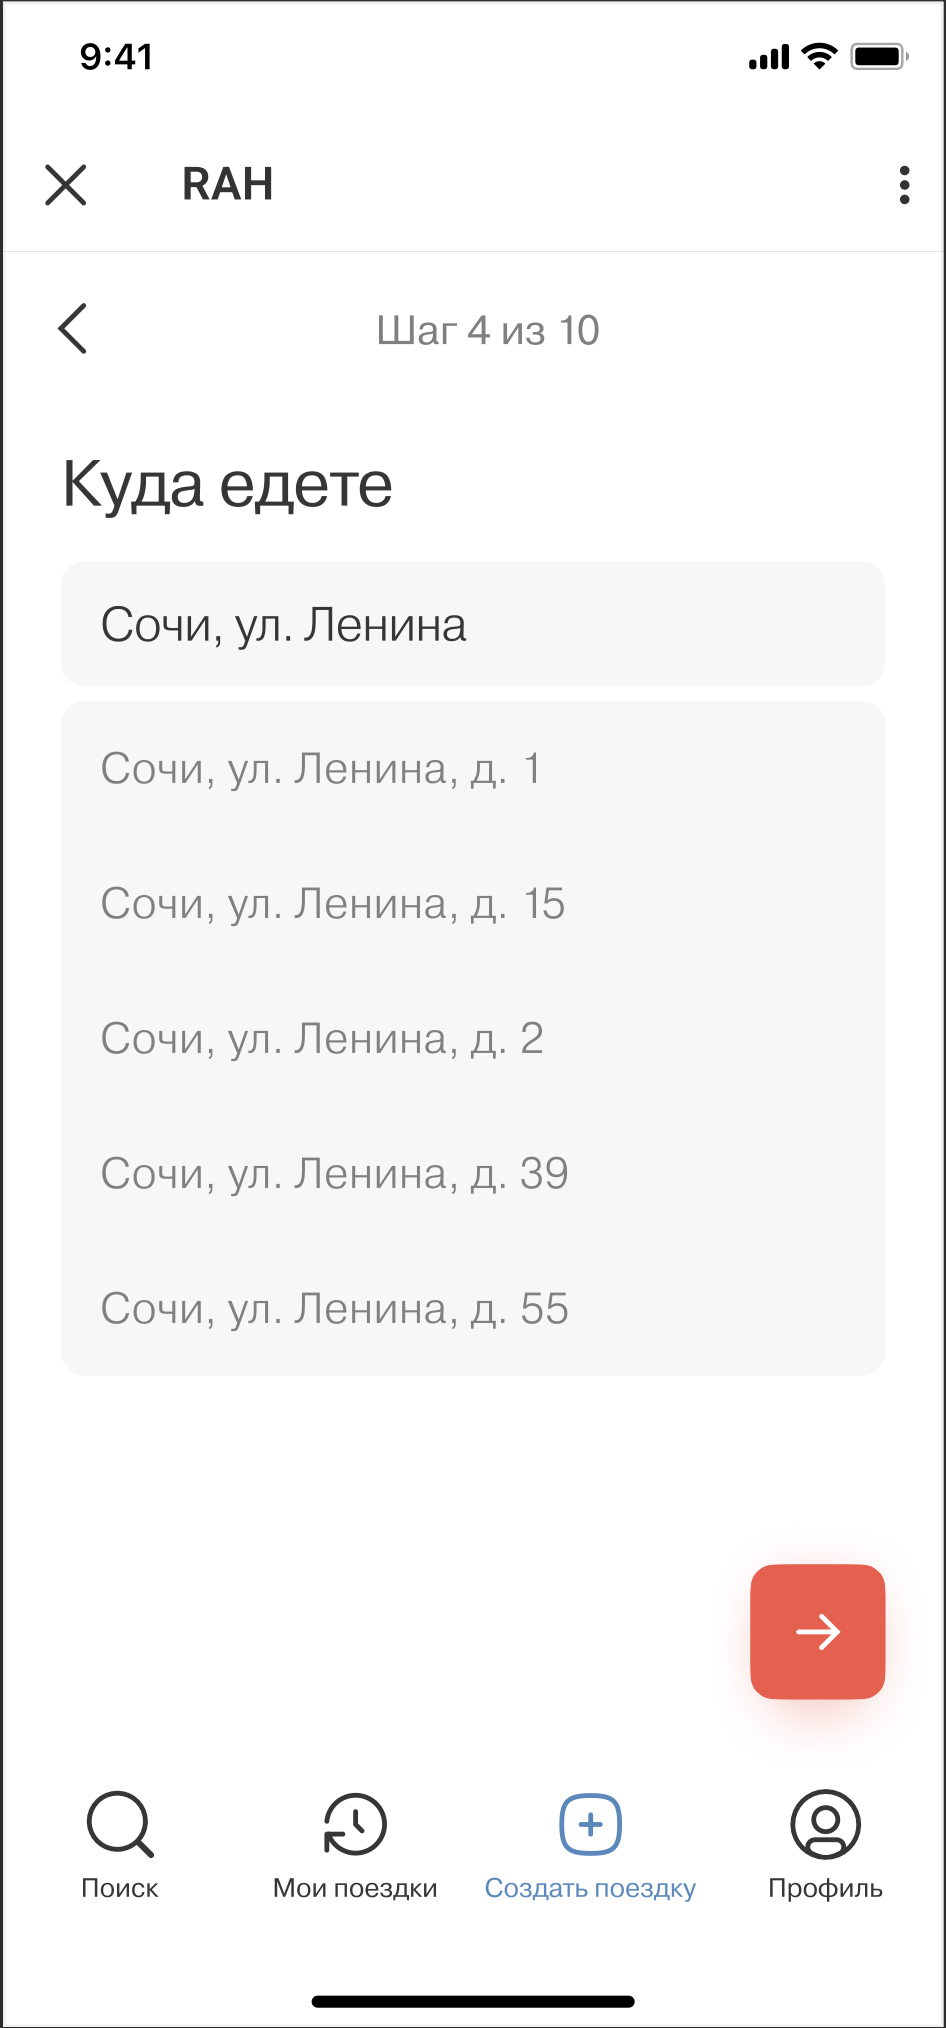 9:41
RAH
Шаг 4 из 10
Куда едете
Сочи, ул. Ленина
Сочи, ул. Ленина, д. 1
Сочи, ул. Ленина, д. 15
Сочи, ул. Ленина, д. 2
Сочи, ул. Ленина, д. 39
Сочи, ул. Ленина, д. 55
Поиск Мои поездки Создать поездку Профиль